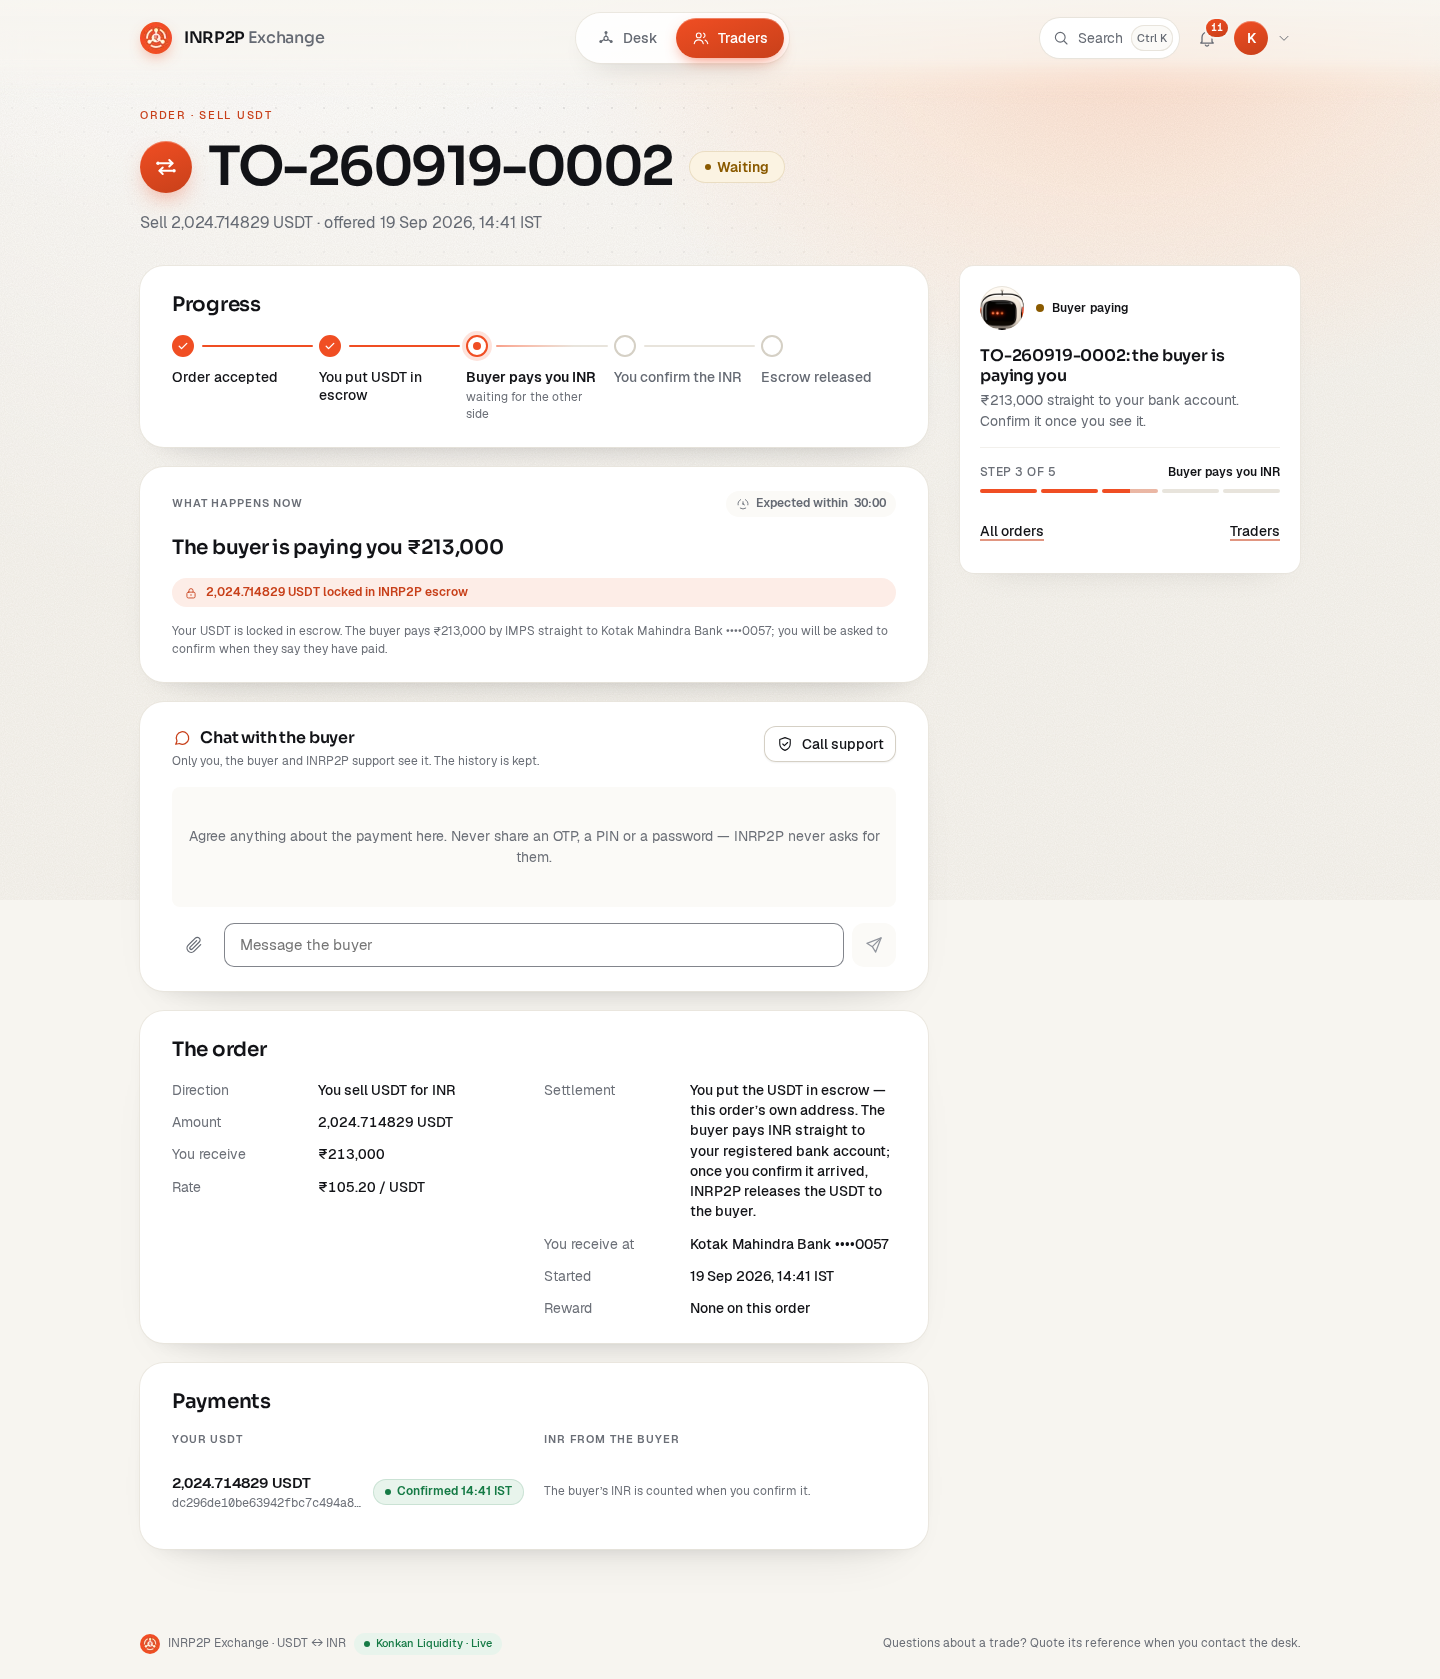 INRP2P Exchange
Desk
Traders
Search
Ctrl K
11
K
ORDER · SELL USDT
TO-260919-0002
Waiting
Sell 2,024.714829 USDT · offered 19 Sep 2026, 14:41 IST
Progress
Order accepted
You put USDT in
escrow
Buyer pays you INR
waiting for the other
side
You confirm the INR
Escrow released
Buyer paying
TO-260919-0002: the buyer is
paying you
₹213,000 straight to your bank account.
Confirm it once you see it.
STEP 3 OF 5
Buyer pays you INR
All orders
Traders
WHAT HAPPENS NOW
Expected within 30:00
The buyer is paying you ₹213,000
2,024.714829 USDT locked in INRP2P escrow
Your USDT is locked in escrow. The buyer pays ₹213,000 by IMPS straight to Kotak Mahindra Bank ••••0057; you will be asked to
confirm when they say they have paid.
Chat with the buyer
Only you, the buyer and INRP2P support see it. The history is kept.
Call support
Agree anything about the payment here. Never share an OTP, a PIN or a password — INRP2P never asks for
them.
Message the buyer
The order
Direction
You sell USDT for INR
Amount
2,024.714829 USDT
You receive
₹213,000
Rate
₹105.20 / USDT
Settlement
You put the USDT in escrow —
this order's own address. The
buyer pays INR straight to
your registered bank account;
once you confirm it arrived,
INRP2P releases the USDT to
the buyer.
You receive at
Kotak Mahindra Bank ••••0057
Started
19 Sep 2026, 14:41 IST
Reward
None on this order
Payments
YOUR USDT
2,024.714829 USDT
dc296de10be63942fbc7c494a8…
Confirmed 14:41 IST
INR FROM THE BUYER
The buyer's INR is counted when you confirm it.
INRP2P Exchange · USDT ↔ INR
Konkan Liquidity · Live
Questions about a trade? Quote its reference when you contact the desk.